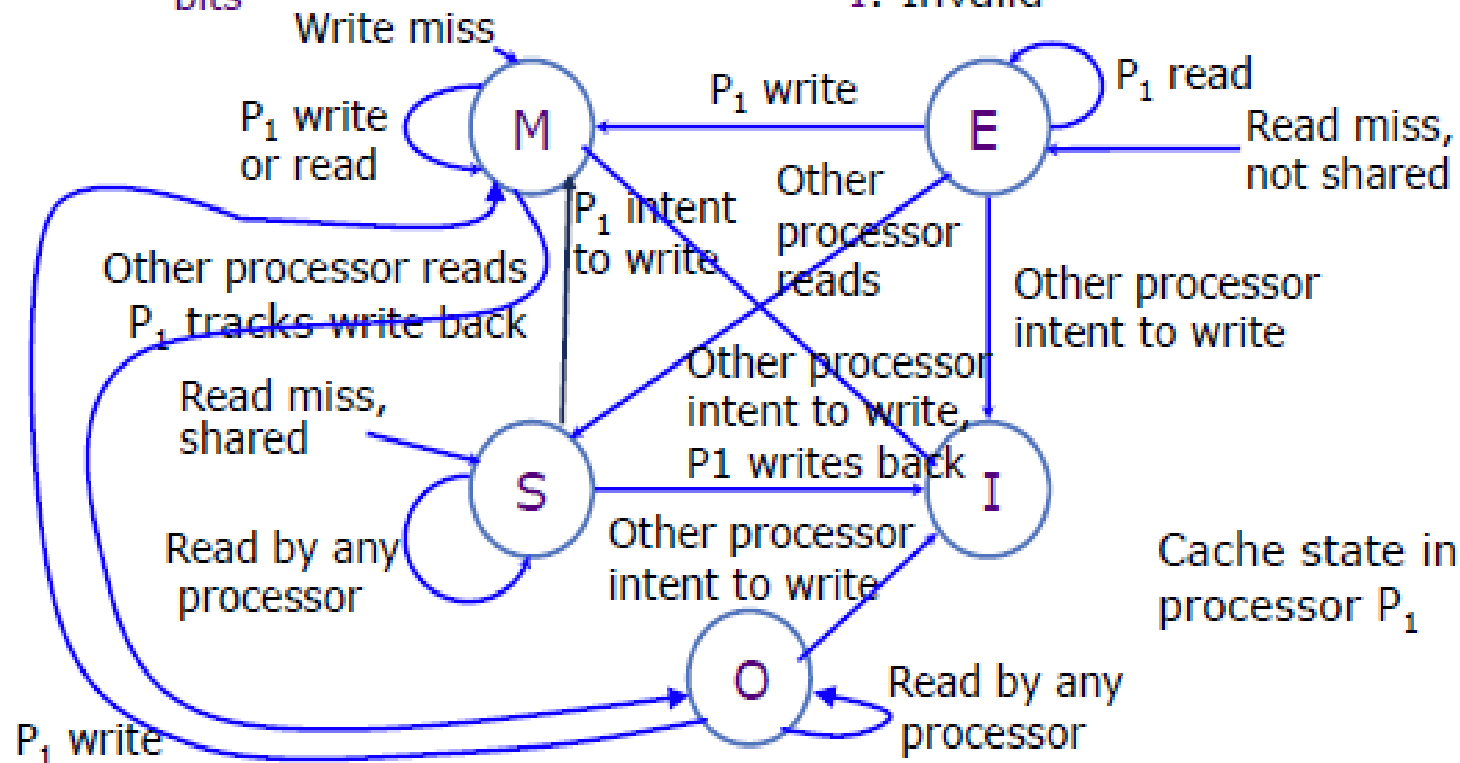 bits
I: Invalid
Write miss
M
P₁ write
or read
P₁ write
E
P₁ read
Read miss,
not shared
Other
processor
reads
P₁ intent
to write
Other processor reads
P₁ tracks write back
Other processor
intent to write
Other processor
intent to write,
P1 writes back
Read miss,
shared
S
I
Read by any
processor
Other processor
intent to write
Cache state in
processor P₁
O
Read by any
processor
P₁ write